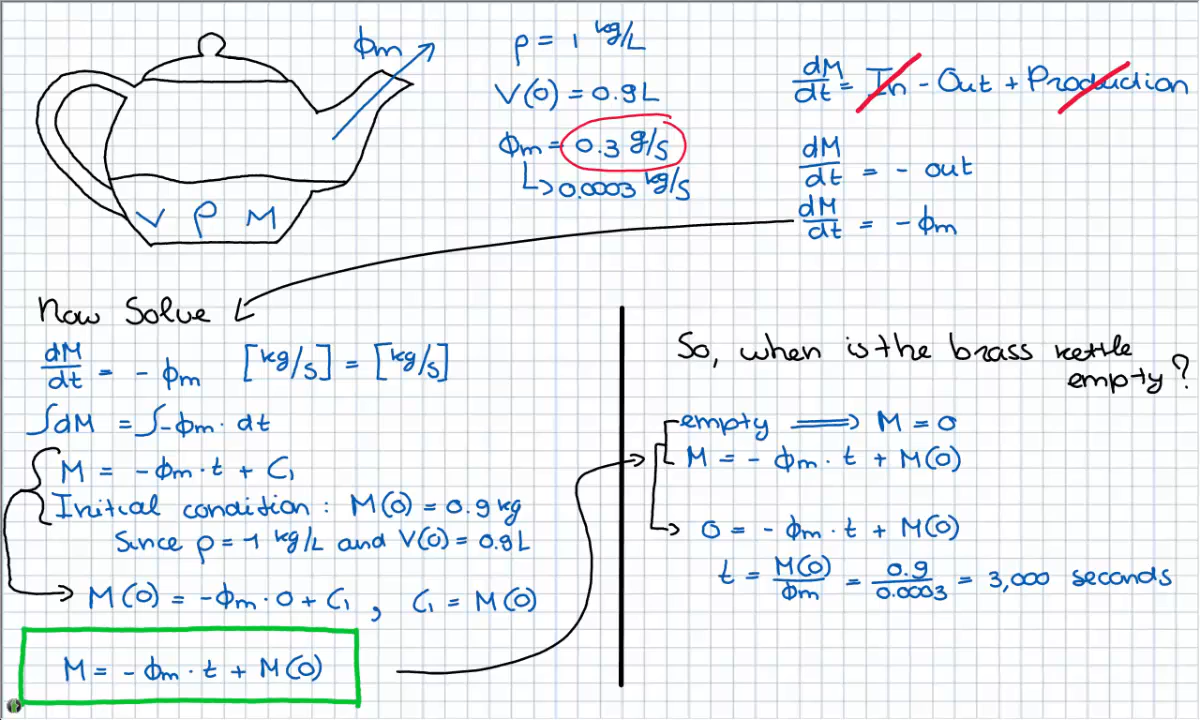 ϕm
V ρ M
ρ = 1 kg/L
V(0) = 0.9L
ϕm = 0.3 g/s
↳ 0.0003 kg/s
dM/dt = In - Out + Production
dM/dt = - out
dM/dt = - ϕm
Now Solve
dM/dt = - ϕm [kg/s] = [kg/s]
∫dM = ∫-ϕm · dt
M = -ϕm · t + C₁
Initial condition : M(0) = 0.9 kg
Since ρ = 1 kg/L and V(0) = 0.9L
M(0) = -ϕm · 0 + C₁ , C₁ = M(0)
M = - ϕm · t + M(0)
So, when is the brass kettle
empty?
empty ⟹ M = 0
M = - ϕm · t + M(0)
0 = - ϕm · t + M(0)
t = M(0)/ϕm = 0.9/0.0003 = 3,000 seconds